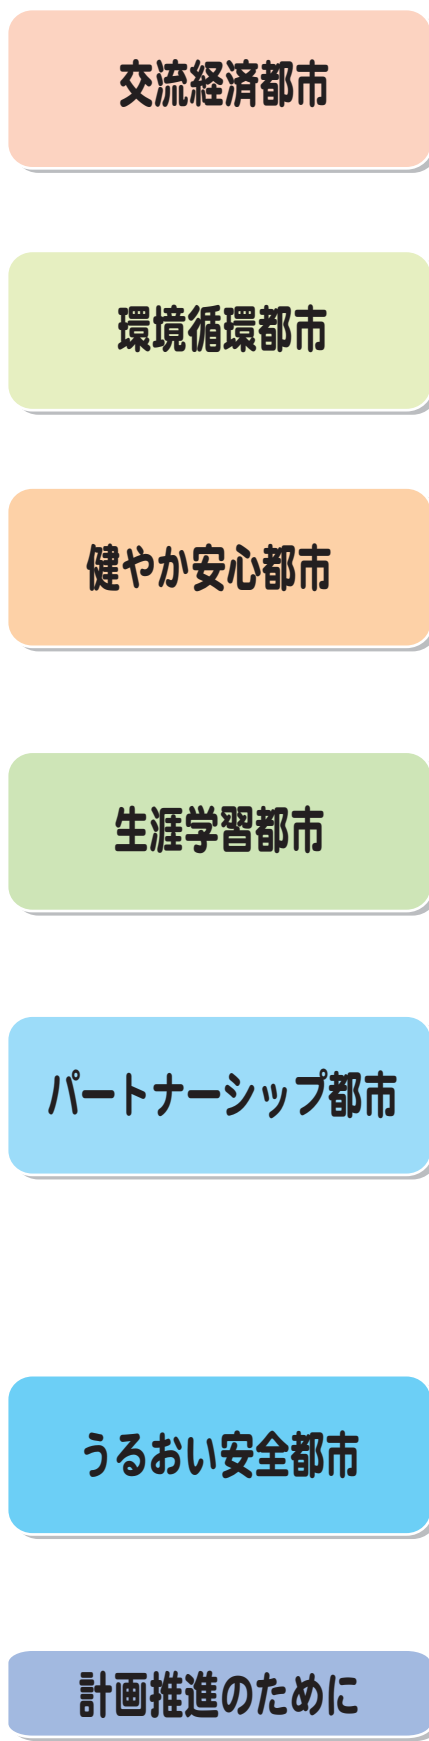 交流経済都市
環境循環都市
健やか安心都市
生涯学習都市
パートナーシップ都市
うるおい安全都市
計画推進のために